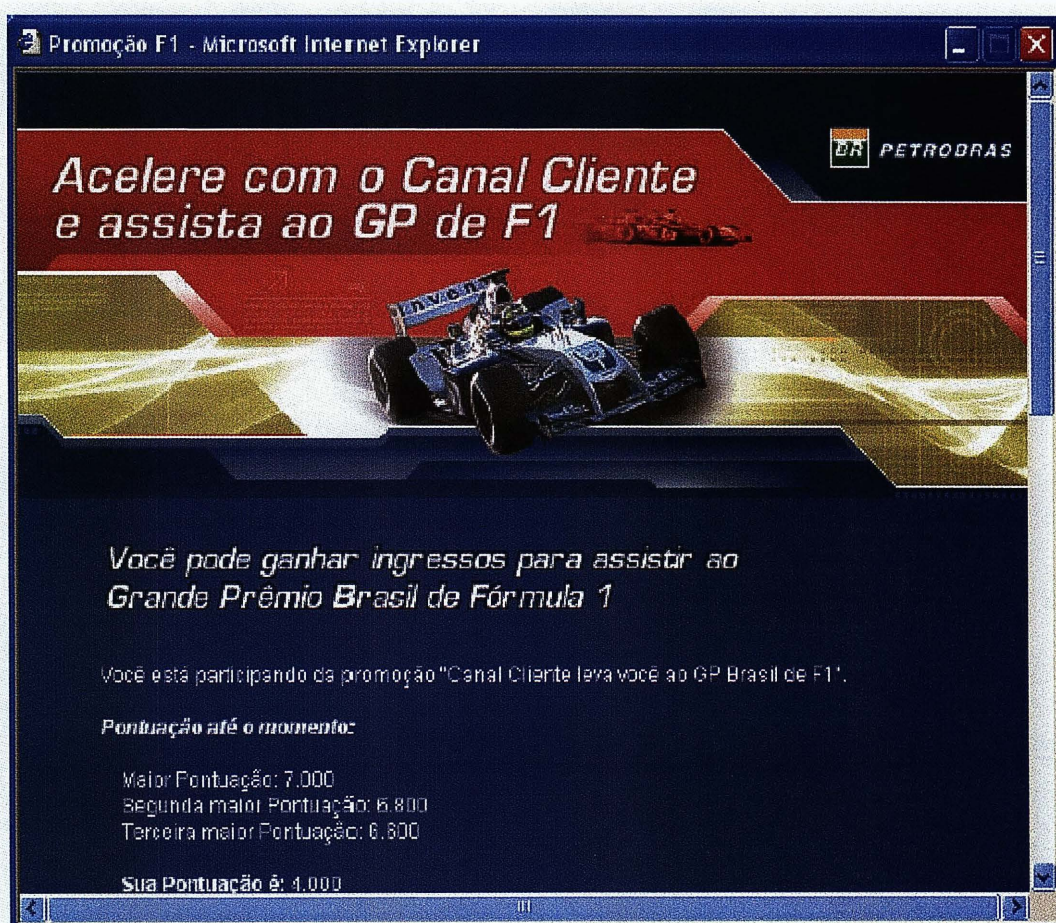 Promoção F1 - Microsoft Internet Explorer
BR PETROBRAS
Acelere com o Canal Cliente
e assista ao GP de F1
invent
Você pode ganhar ingressos para assistir ao
Grande Prêmio Brasil de Fórmula 1
Você está participando da promoção "Canal Cliente leva você ao GP Brasil de F1".
Pontuação até o momento:
Maior Pontuação: 7.000
Segunda maior Pontuação: 6.800
Terceira maior Pontuação: 6.600
Sua Pontuação é: 4.000